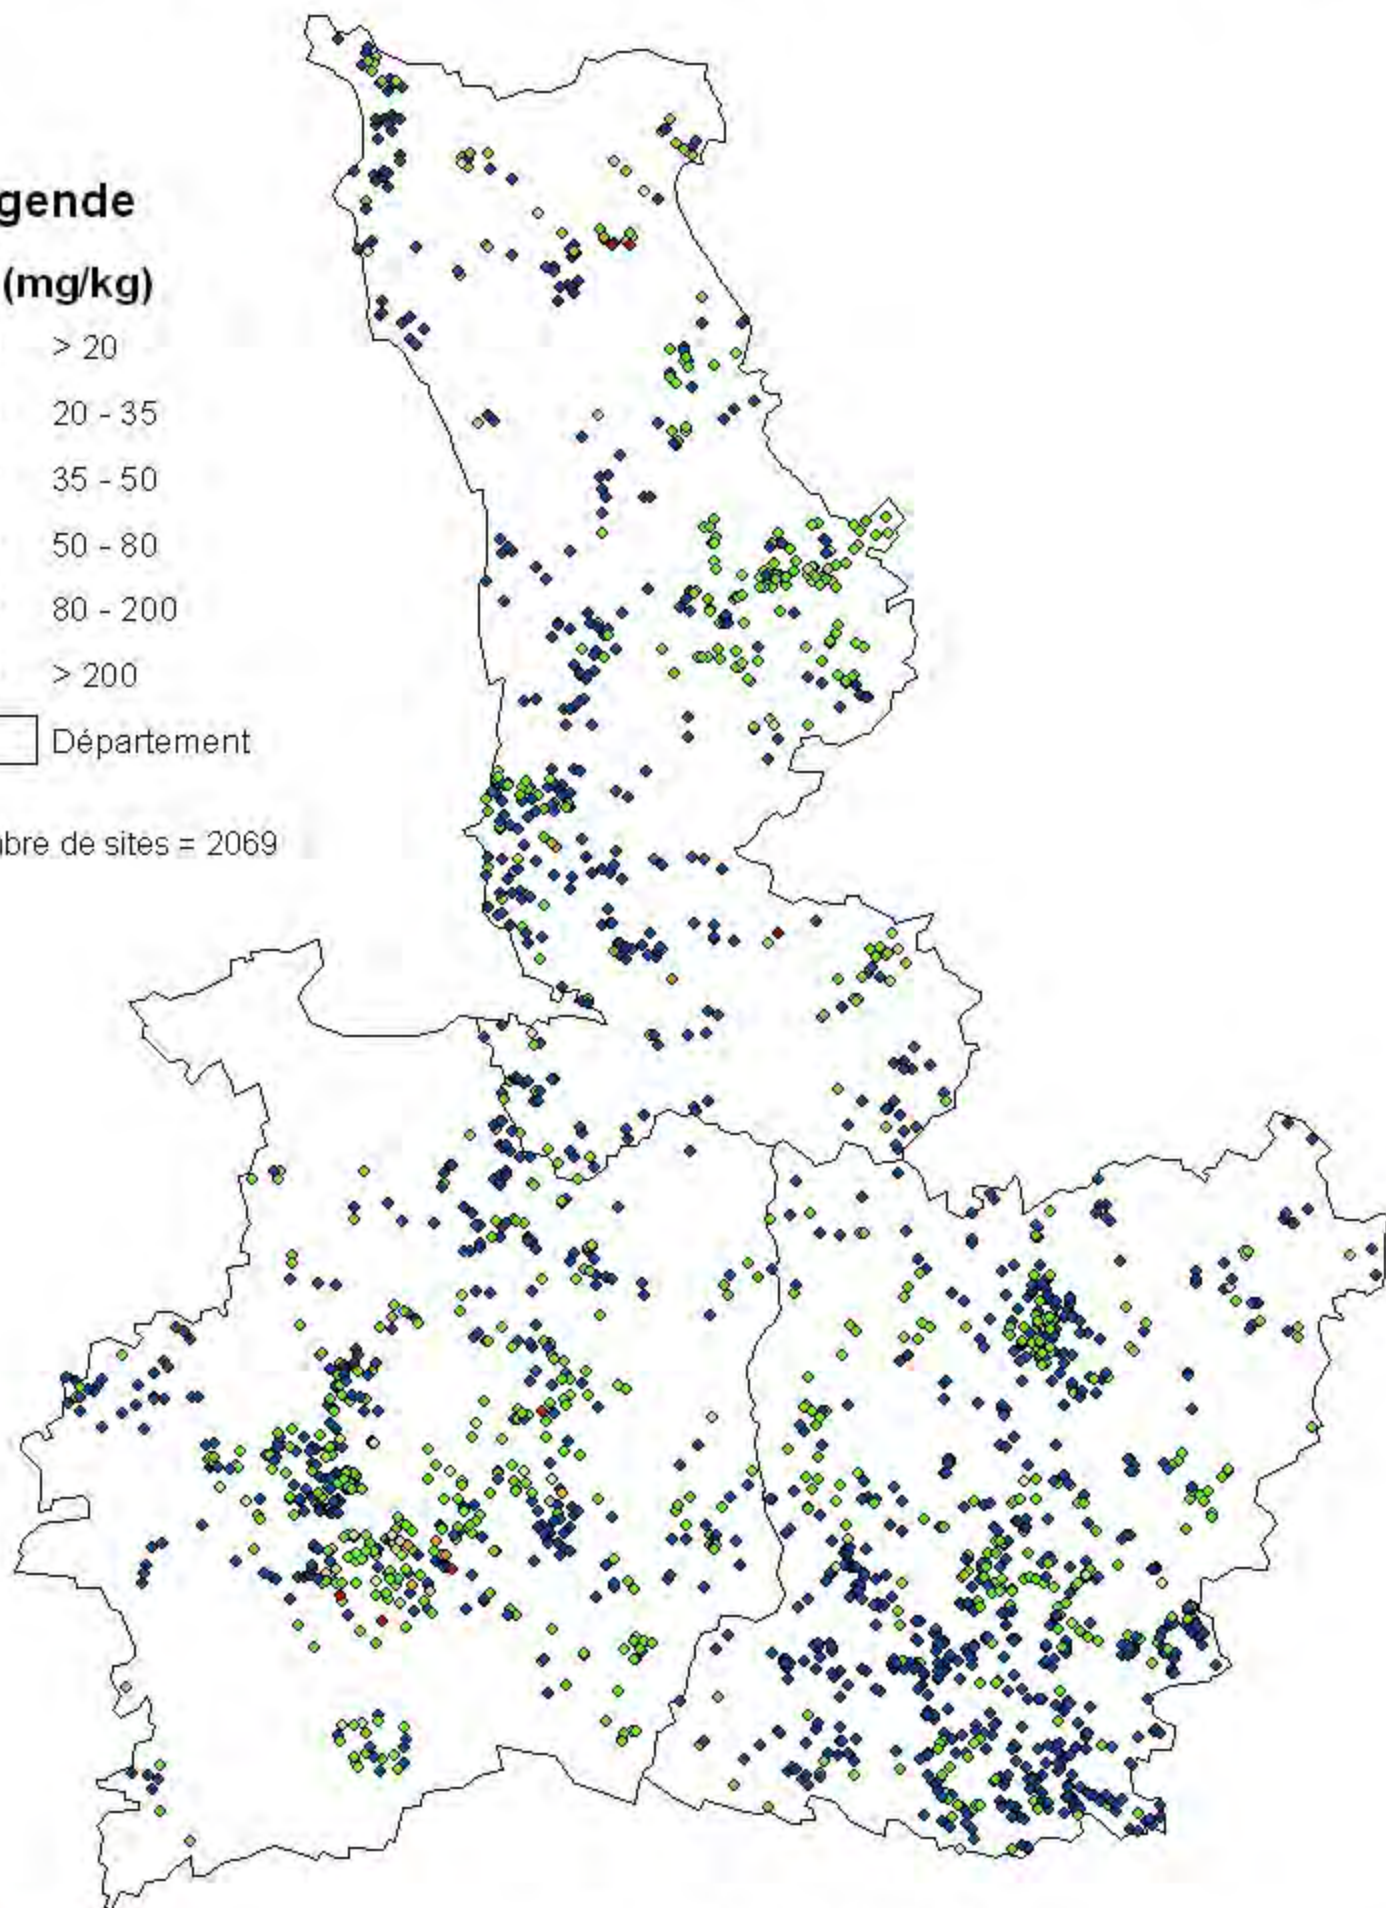 gende
(mg/kg)
> 20
20 - 35
35 - 50
50 - 80
80 - 200
> 200
Département
bre de sites = 2069